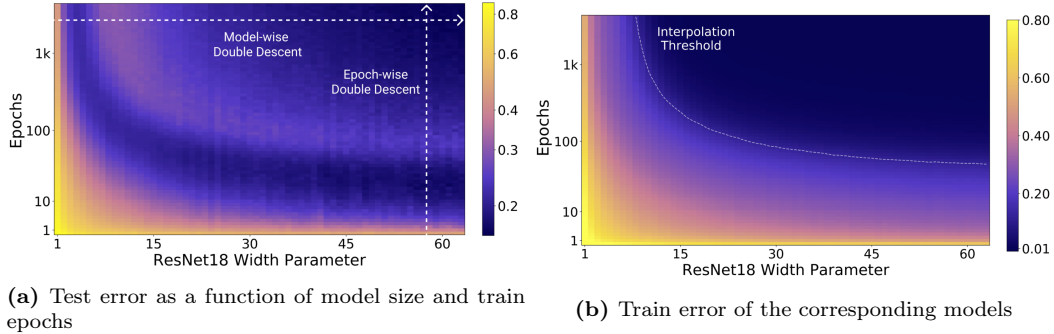 Model-wise
Double Descent
Epoch-wise
Double Descent
Epochs
1k
100
10
1
1
15
30
45
60
ResNet18 Width Parameter
0.8
0.6
0.4
0.3
0.2
(a) Test error as a function of model size and train
epochs
Interpolation
Threshold
Epochs
1k
100
10
1
1
15
30
45
60
ResNet18 Width Parameter
0.80
0.60
0.40
0.20
0.01
(b) Train error of the corresponding models